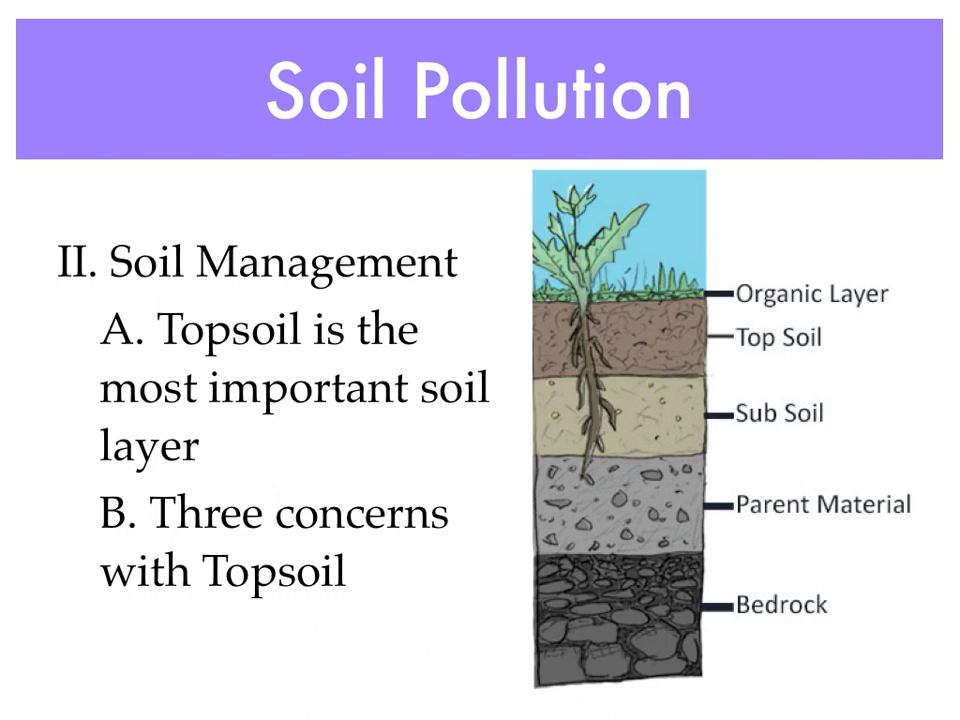 Soil Pollution
II. Soil Management
A. Topsoil is the
most important soil
layer
B. Three concerns
with Topsoil
Organic Layer
Top Soil
Sub Soil
Parent Material
Bedrock